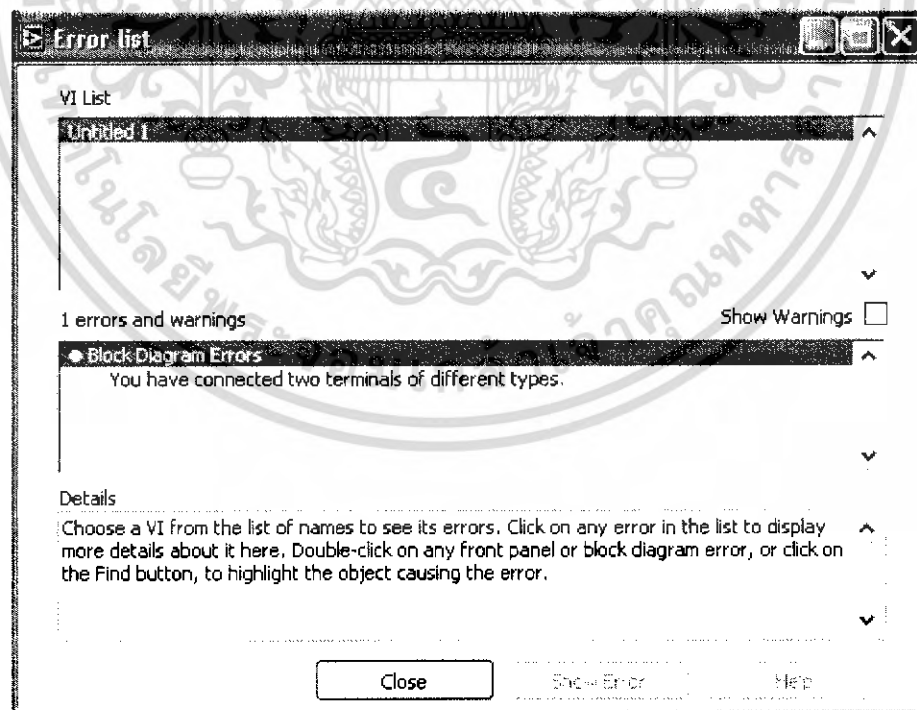 Error list
VI List
Untitled 1
1 errors and warnings
Show Warnings
Block Diagram Errors
You have connected two terminals of different types.
Details
Choose a VI from the list of names to see its errors. Click on any error in the list to display
more details about it here. Double-click on any front panel or block diagram error, or click on
the Find button, to highlight the object causing the error.
Close
Show Error
Help